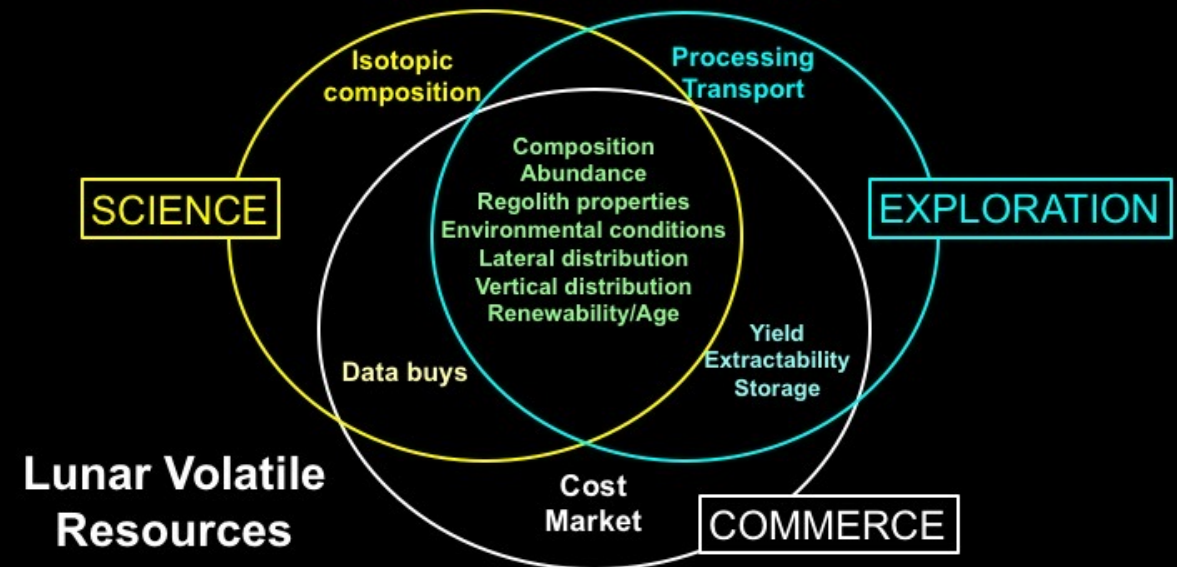 Isotopic
composition
Processing
Transport
Composition
Abundance
Regolith properties
Environmental conditions
Lateral distribution
Vertical distribution
Renewability/Age
SCIENCE
EXPLORATION
Yield
Extractability
Storage
Data buys
Lunar Volatile
Resources
Cost
Market
COMMERCE